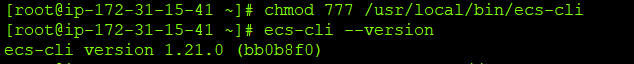 [root@ip-172-31-15-41 ~]# chmod 777 /usr/local/bin/ecs-cli
[root@ip-172-31-15-41 ~]# ecs-cli --version
ecs-cli version 1.21.0 (bb0b8f0)